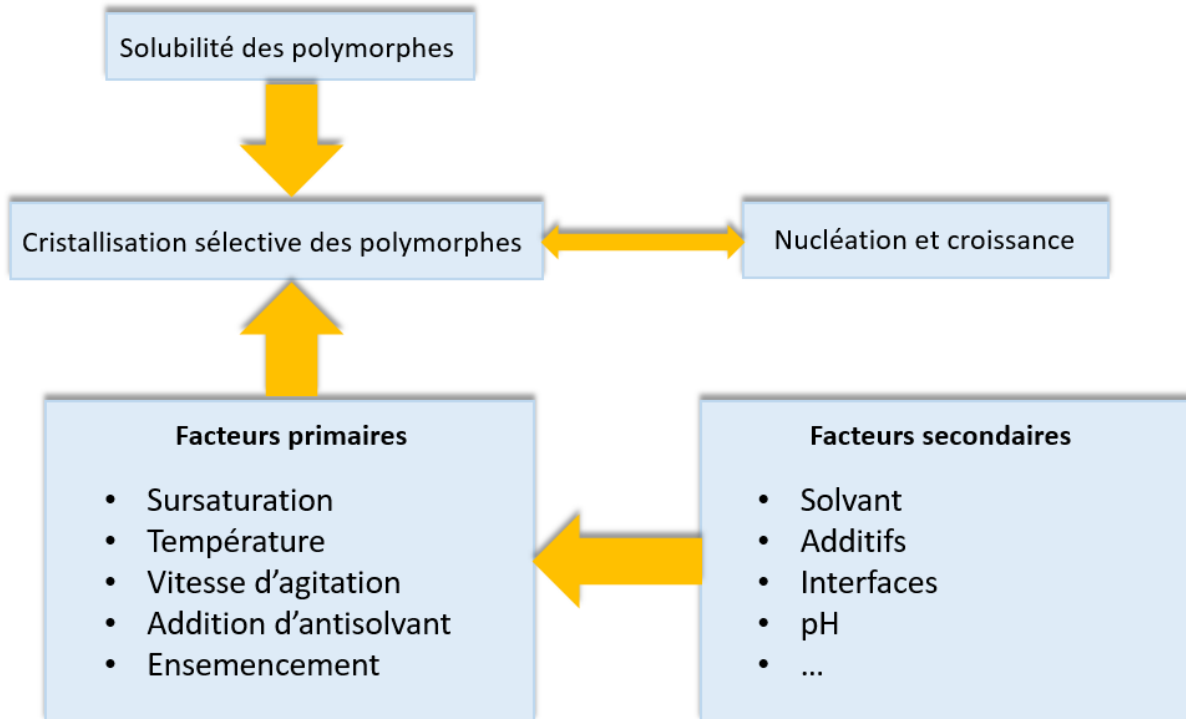 Solubilité des polymorphes
Cristallisation sélective des polymorphes
Nucléation et croissance
Facteurs primaires
• Sursaturation
• Température
• Vitesse d’agitation
• Addition d’antisolvant
• Ensemencement
Facteurs secondaires
• Solvant
• Additifs
• Interfaces
• pH
• ...